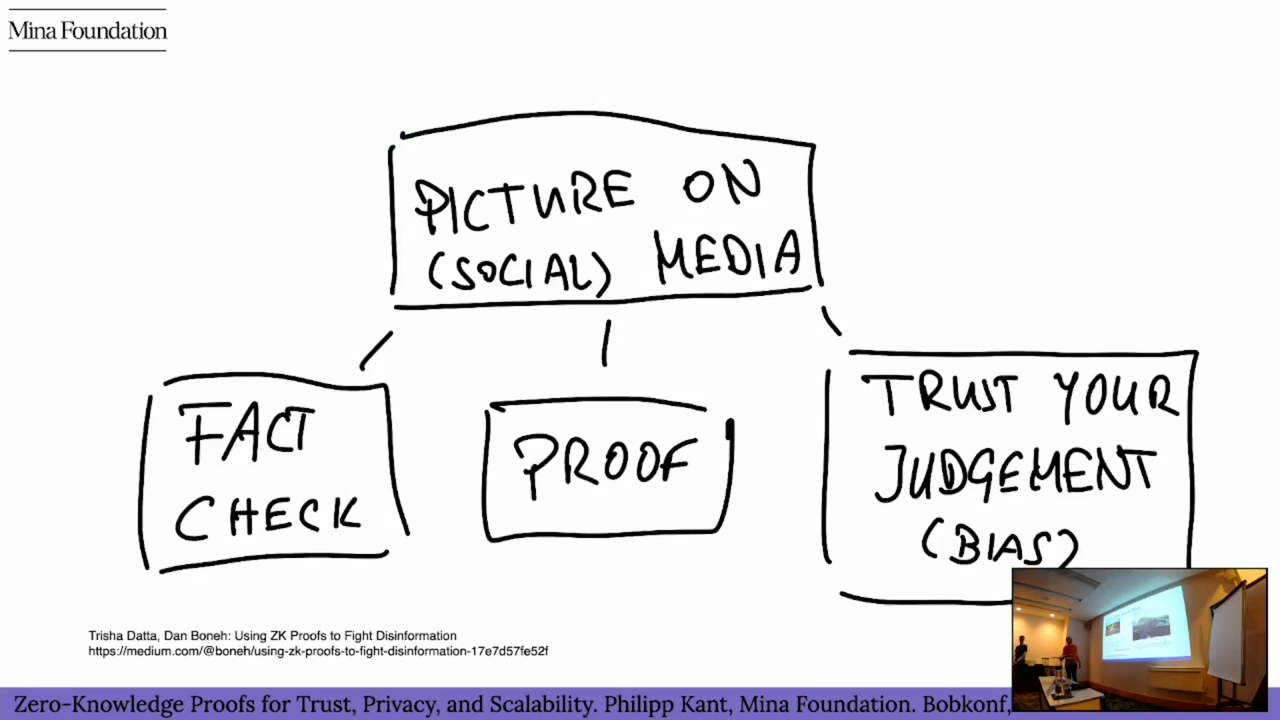 Mina Foundation
PICTURE ON
(SOCIAL) MEDIA
FACT
CHECK
PROOF
TRUST YOUR
JUDGEMENT
(BIAS)
Trisha Datta, Dan Boneh: Using ZK Proofs to Fight Disinformation
https://medium.com/@boneh/using-zk-proofs-to-fight-disinformation-17e7d57fe52f
Zero-Knowledge Proofs for Trust, Privacy, and Scalability. Philipp Kant, Mina Foundation. Bobkonf,